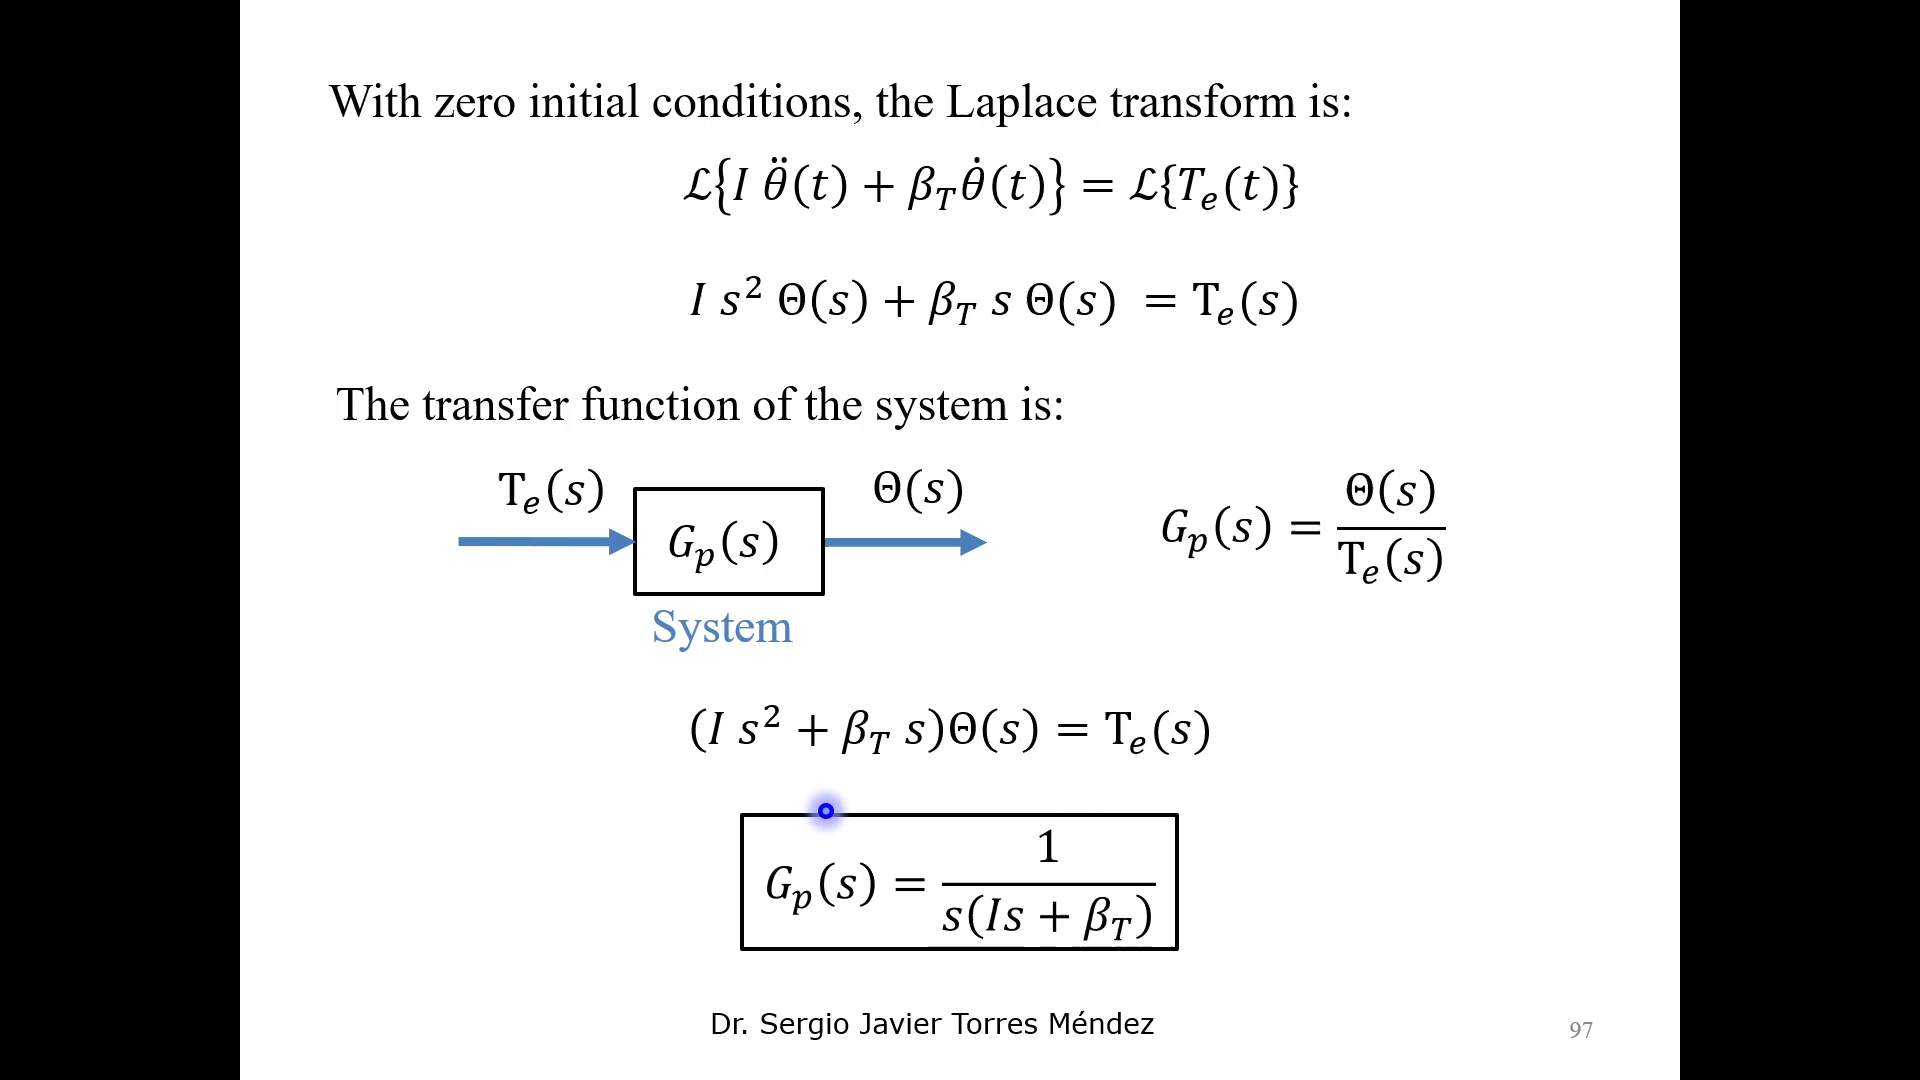 With zero initial conditions, the Laplace transform is:
ℒ{I θ̈(t) + β_T θ̇(t)} = ℒ{T_e(t)}
I s² Θ(s) + β_T s Θ(s) = T_e(s)
The transfer function of the system is:
T_e(s) G_p(s) Θ(s)
System
G_p(s) = Θ(s) / T_e(s)
(I s² + β_T s)Θ(s) = T_e(s)
G_p(s) = 1 / s(Is + β_T)
Dr. Sergio Javier Torres Méndez
97